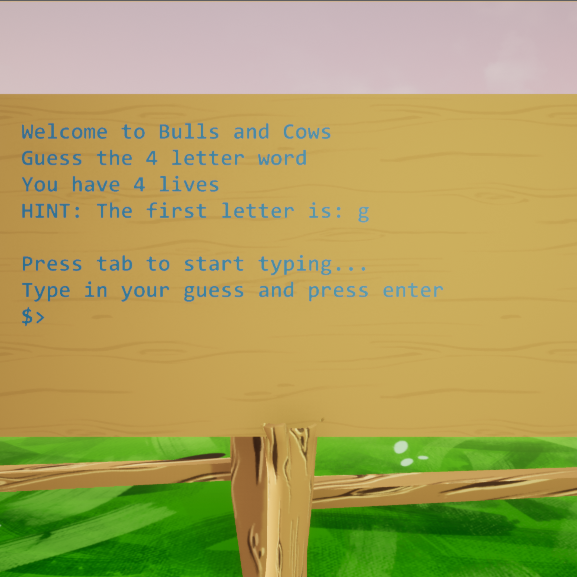 Welcome to Bulls and Cows
Guess the 4 letter word
You have 4 lives
HINT: The first letter is: g
Press tab to start typing...
Type in your guess and press enter
$>